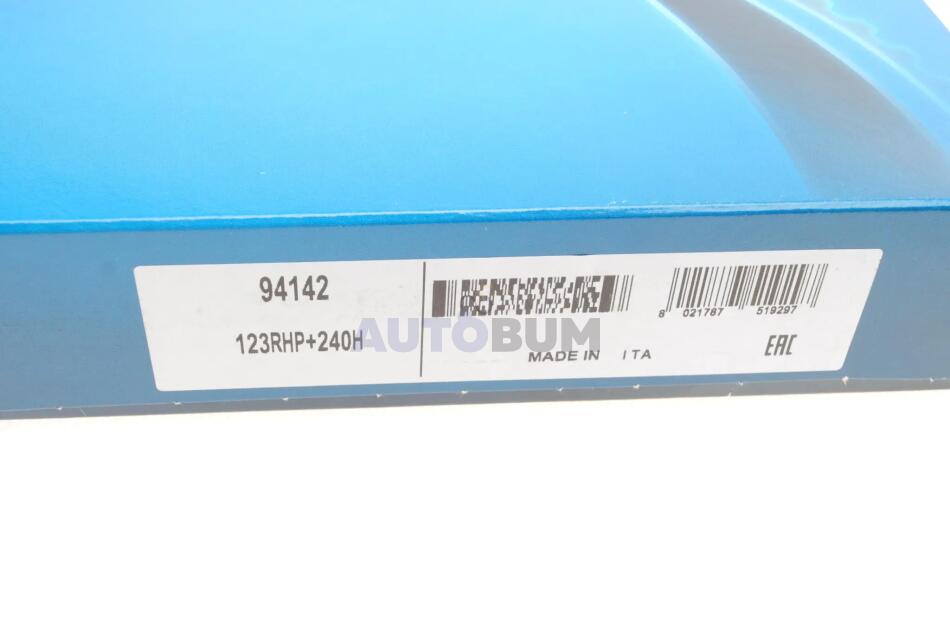 94142
123RHP+240H
8 021787 519297
MADE IN ITA
EAC
AUTOBUM